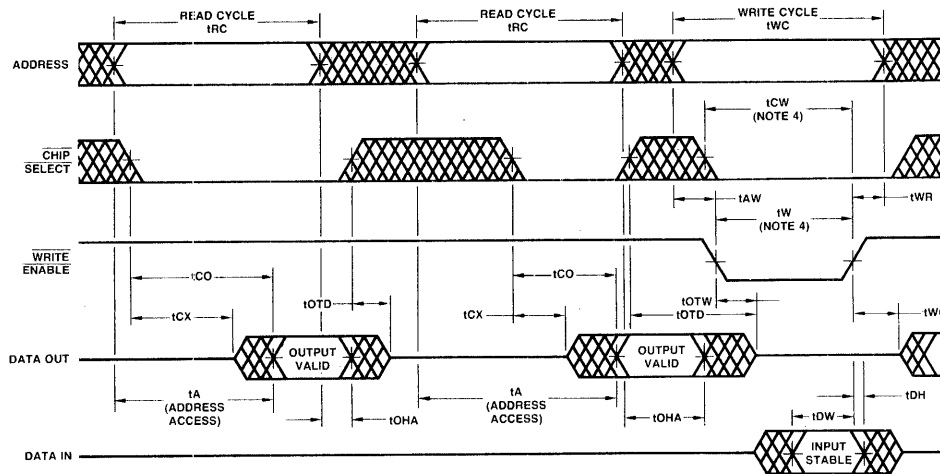 READ CYCLE
tRC
READ CYCLE
tRC
WRITE CYCLE
tWC
ADDRESS
tCW
(NOTE 4)
CHIP
SELECT
tAW
tWR
tW
(NOTE 4)
WRITE
ENABLE
tCO
tCO
tOTD
tCX
tCX
tOTW
tOTD
DATA OUT
OUTPUT
VALID
OUTPUT
VALID
tA
(ADDRESS
ACCESS)
tOHA
tA
(ADDRESS
ACCESS)
tOHA
tDH
tDW
DATA IN
INPUT
STABLE